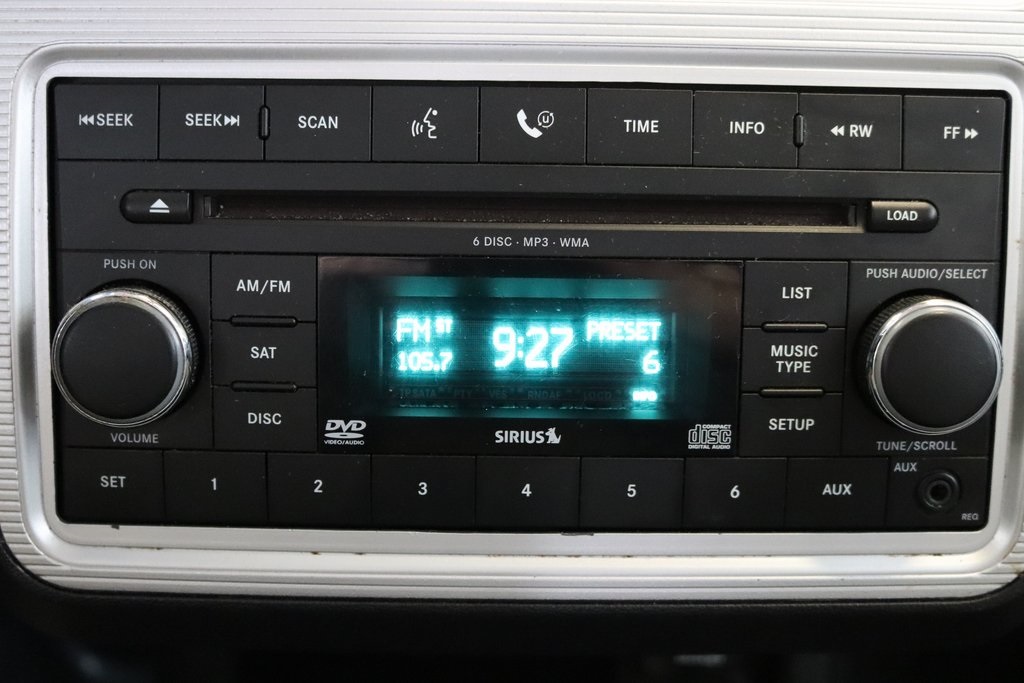 SEEK SEEK SCAN U TIME INFO RW FF
LOAD
6 DISC · MP3 · WMA
PUSH ON
PUSH AUDIO/SELECT
AM/FM
SAT
DISC
VOLUME
FM ST 9:27 PRESET
105.7 6
INFO
DVD
VIDEO/AUDIO
SIRIUS
COMPACT
disc
DIGITAL AUDIO
LIST
MUSIC
TYPE
SETUP
TUNE/SCROLL
SET 1 2 3 4 5 6 AUX
AUX
REQ